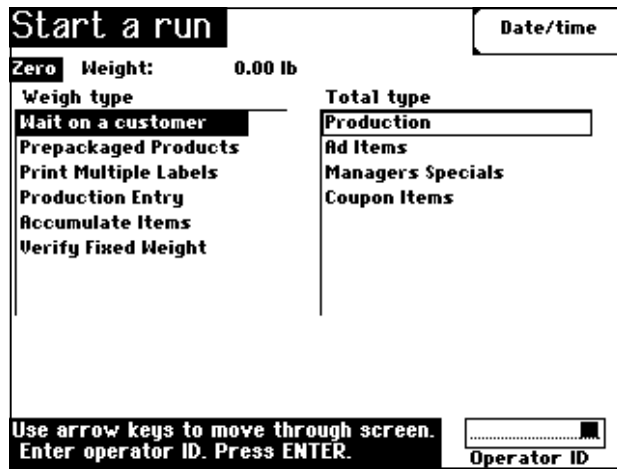 Start a run
Date/time
Zero Weight: 0.00 lb
Weigh type
Wait on a customer
Prepackaged Products
Print Multiple Labels
Production Entry
Accumulate Items
Verify Fixed Weight
Total type
Production
Ad Items
Managers Specials
Coupon Items
Use arrow keys to move through screen.
Enter operator ID. Press ENTER.
Operator ID